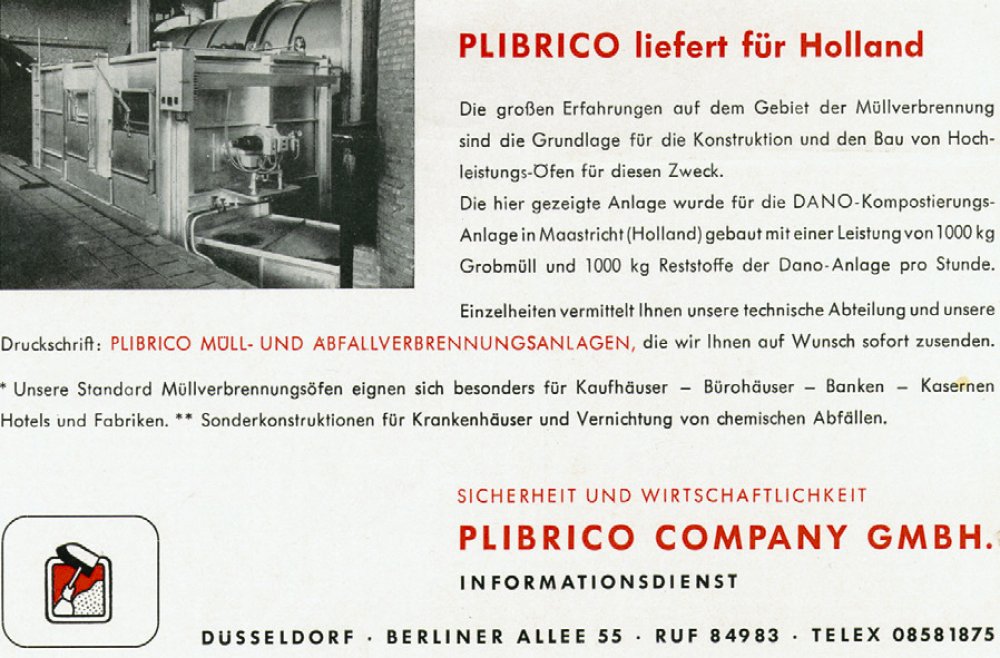 PLIBRICO liefert für Holland
Die großen Erfahrungen auf dem Gebiet der Müllverbrennung
sind die Grundlage für die Konstruktion und den Bau von Hoch-
leistungs-Öfen für diesen Zweck.
Die hier gezeigte Anlage wurde für die DANO-Kompostierungs-
Anlage in Maastricht (Holland) gebaut mit einer Leistung von 1000 kg
Grobmüll und 1000 kg Reststoffe der Dano-Anlage pro Stunde.
Einzelheiten vermittelt Ihnen unsere technische Abteilung und unsere
Druckschrift: PLIBRICO MÜLL- UND ABFALLVERBRENNUNGSANLAGEN, die wir Ihnen auf Wunsch sofort zusenden.
* Unsere Standard Müllverbrennungsöfen eignen sich besonders für Kaufhäuser – Bürohäuser – Banken – Kasernen
Hotels und Fabriken. ** Sonderkonstruktionen für Krankenhäuser und Vernichtung von chemischen Abfällen.
SICHERHEIT UND WIRTSCHAFTLICHKEIT
PLIBRICO COMPANY GMBH.
INFORMATIONSDIENST
DÜSSELDORF · BERLINER ALLEE 55 · RUF 84983 · TELEX 08581875